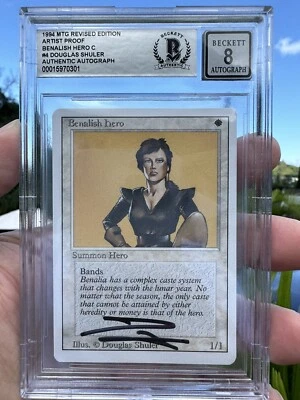 1994 MTG REVISED EDITION
ARTIST PROOF
BENALISH HERO C.
#4 DOUGLAS SHULER
AUTHENTIC AUTOGRAPH
00015970301
BECKETT
AUTHENTIC
BECKETT
8
AUTOGRAPH
Benalish Hero
Summon Hero
Bands
Benalia has a complex caste system
that changes with the lunar year. No
matter what the season, the only caste
that cannot be attained by either
heredity or money is that of the hero.
Illus. © Douglas Shuler
1/1